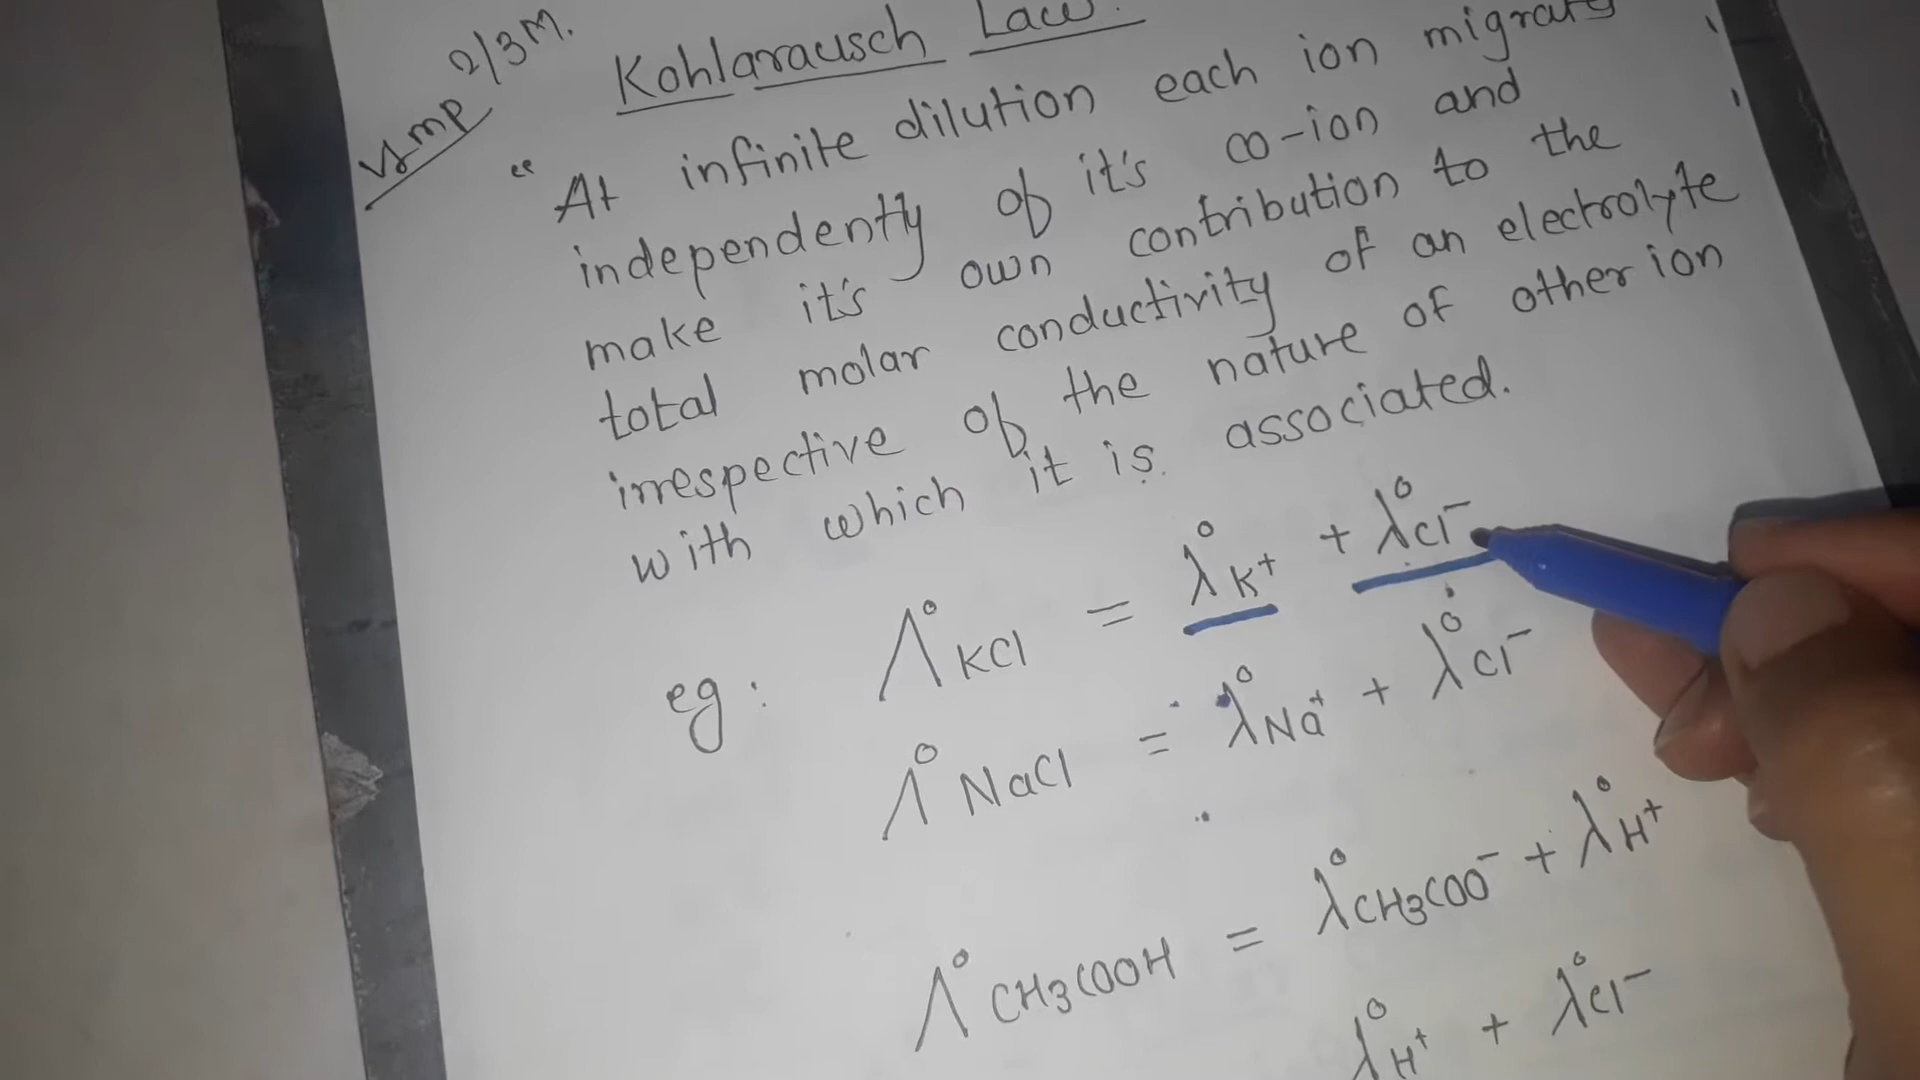 V.Imp 2/3M.
Kohlarausch Law.
"At infinite dilution each ion migrats
independently of it's co-ion and
make it's own contribution to the
total molar conductivity of an electrolyte
irrespective of the nature of other ion
with which it is associated.
eg: Λ°KCl = λ°K⁺ + λ°Cl⁻
Λ°NaCl = λ°Na⁺ + λ°Cl⁻
Λ°CH3COOH = λ°CH3COO⁻ + λ°H⁺
λ°H⁺ + λ°Cl⁻